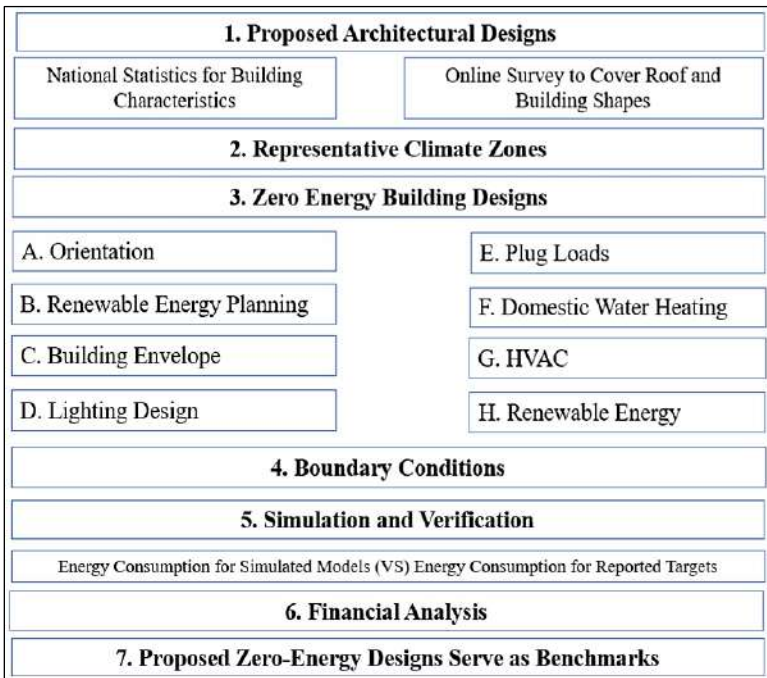 1. Proposed Architectural Designs
National Statistics for Building
Characteristics
Online Survey to Cover Roof and
Building Shapes
2. Representative Climate Zones
3. Zero Energy Building Designs
A. Orientation
B. Renewable Energy Planning
C. Building Envelope
D. Lighting Design
E. Plug Loads
F. Domestic Water Heating
G. HVAC
H. Renewable Energy
4. Boundary Conditions
5. Simulation and Verification
Energy Consumption for Simulated Models (VS) Energy Consumption for Reported Targets
6. Financial Analysis
7. Proposed Zero-Energy Designs Serve as Benchmarks